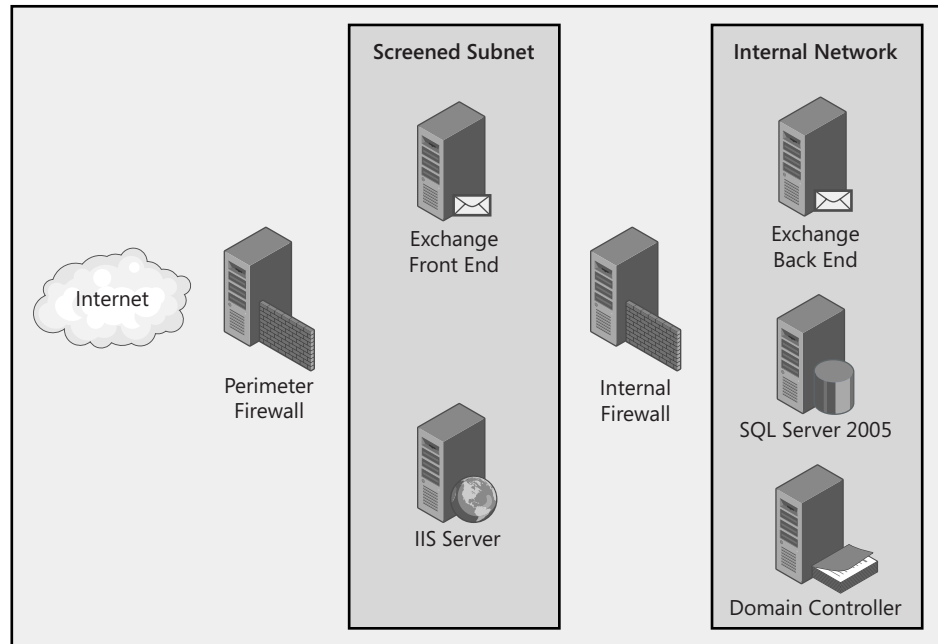 Screened Subnet
Internal Network
Exchange
Front End
Exchange
Back End
Internet
Perimeter
Firewall
Internal
Firewall
SQL Server 2005
IIS Server
Domain Controller